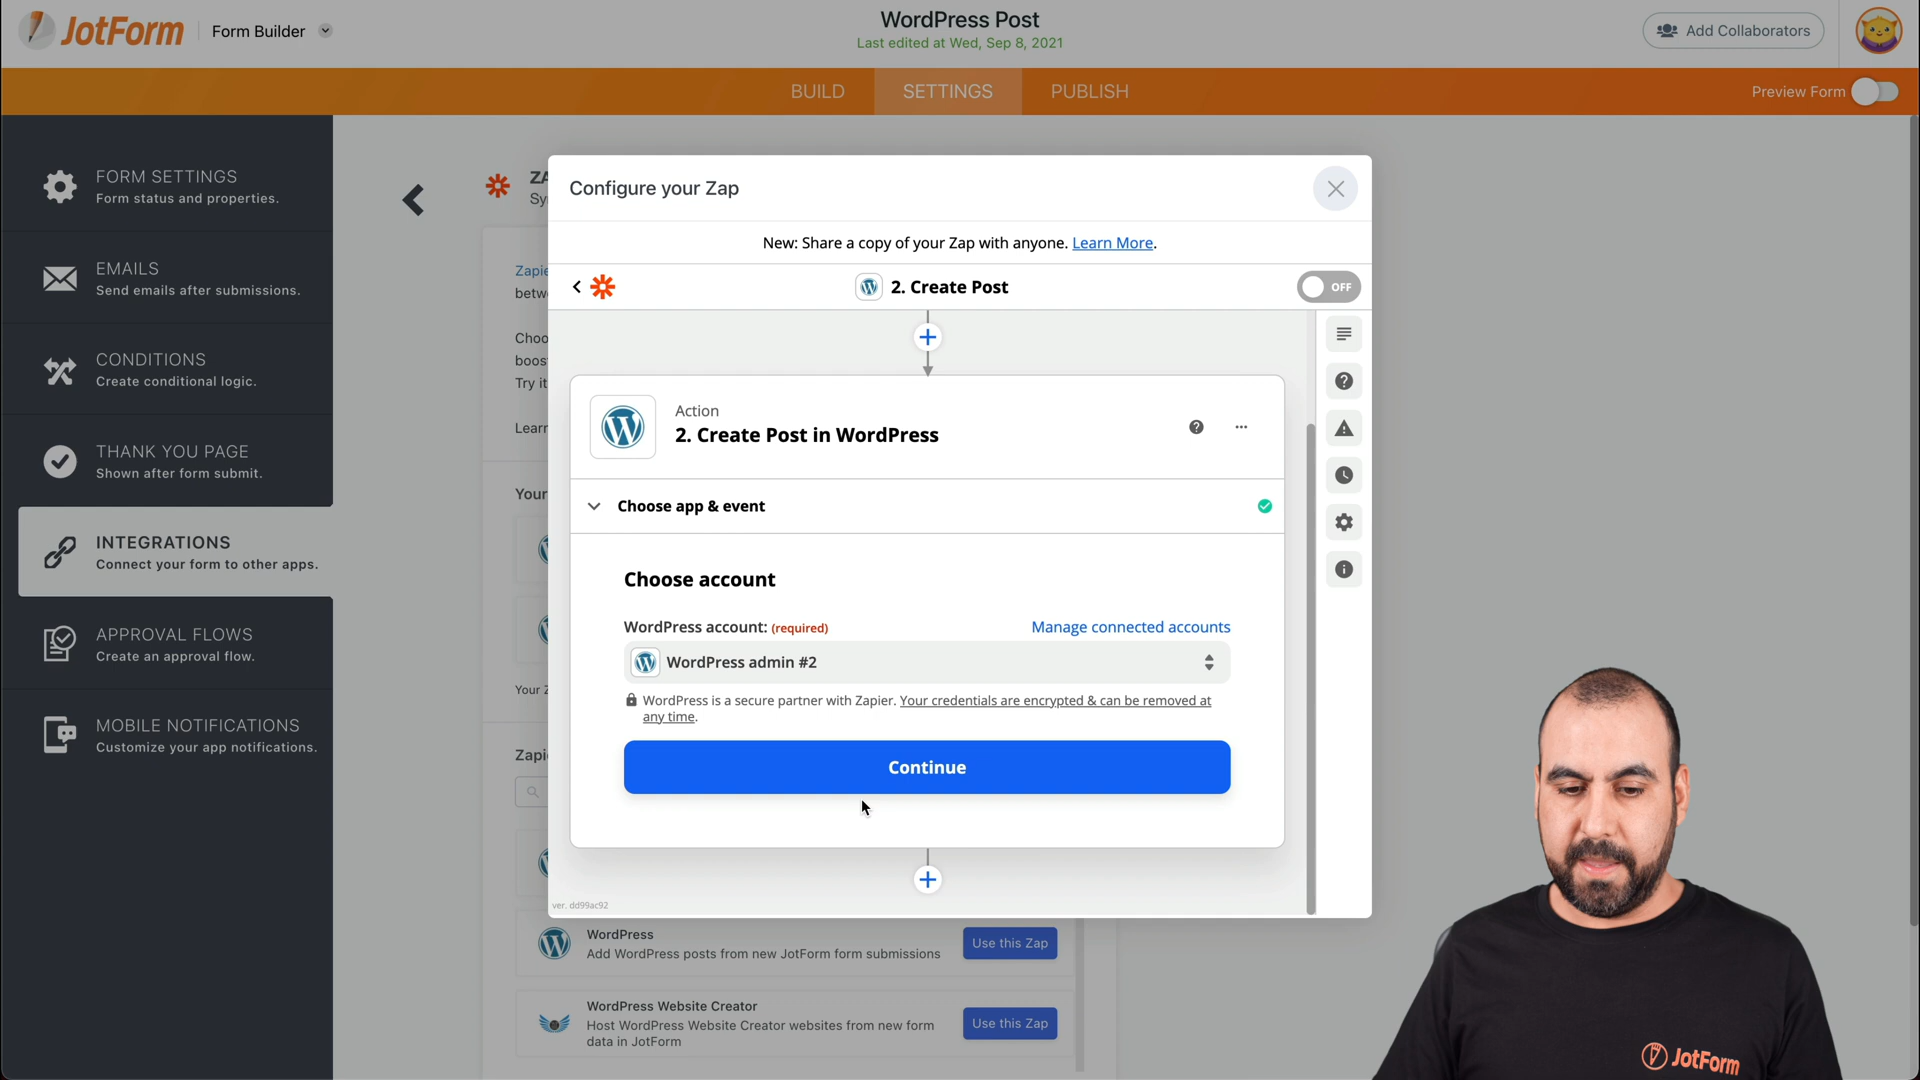 JotForm
Form Builder
WordPress Post
Last edited at Wed, Sep 8, 2021
Add Collaborators
BUILD
SETTINGS
PUBLISH
Preview Form
FORM SETTINGS
Form status and properties.
EMAILS
Send emails after submissions.
CONDITIONS
Create conditional logic.
THANK YOU PAGE
Shown after form submit.
INTEGRATIONS
Connect your form to other apps.
APPROVAL FLOWS
Create an approval flow.
MOBILE NOTIFICATIONS
Customize your app notifications.
ZA
Sy
Zapie
betw
Choo
boos
Try it
Learn
Your
Your Z
Zapi
Configure your Zap
New: Share a copy of your Zap with anyone. Learn More.
2. Create Post
OFF
Action
2. Create Post in WordPress
Choose app & event
Choose account
WordPress account: (required)
Manage connected accounts
WordPress admin #2
WordPress is a secure partner with Zapier. Your credentials are encrypted & can be removed at
any time.
Continue
ver. dd99ac92
WordPress
Add WordPress posts from new JotForm form submissions
Use this Zap
WordPress Website Creator
Host WordPress Website Creator websites from new form
data in JotForm
Use this Zap
JotForm